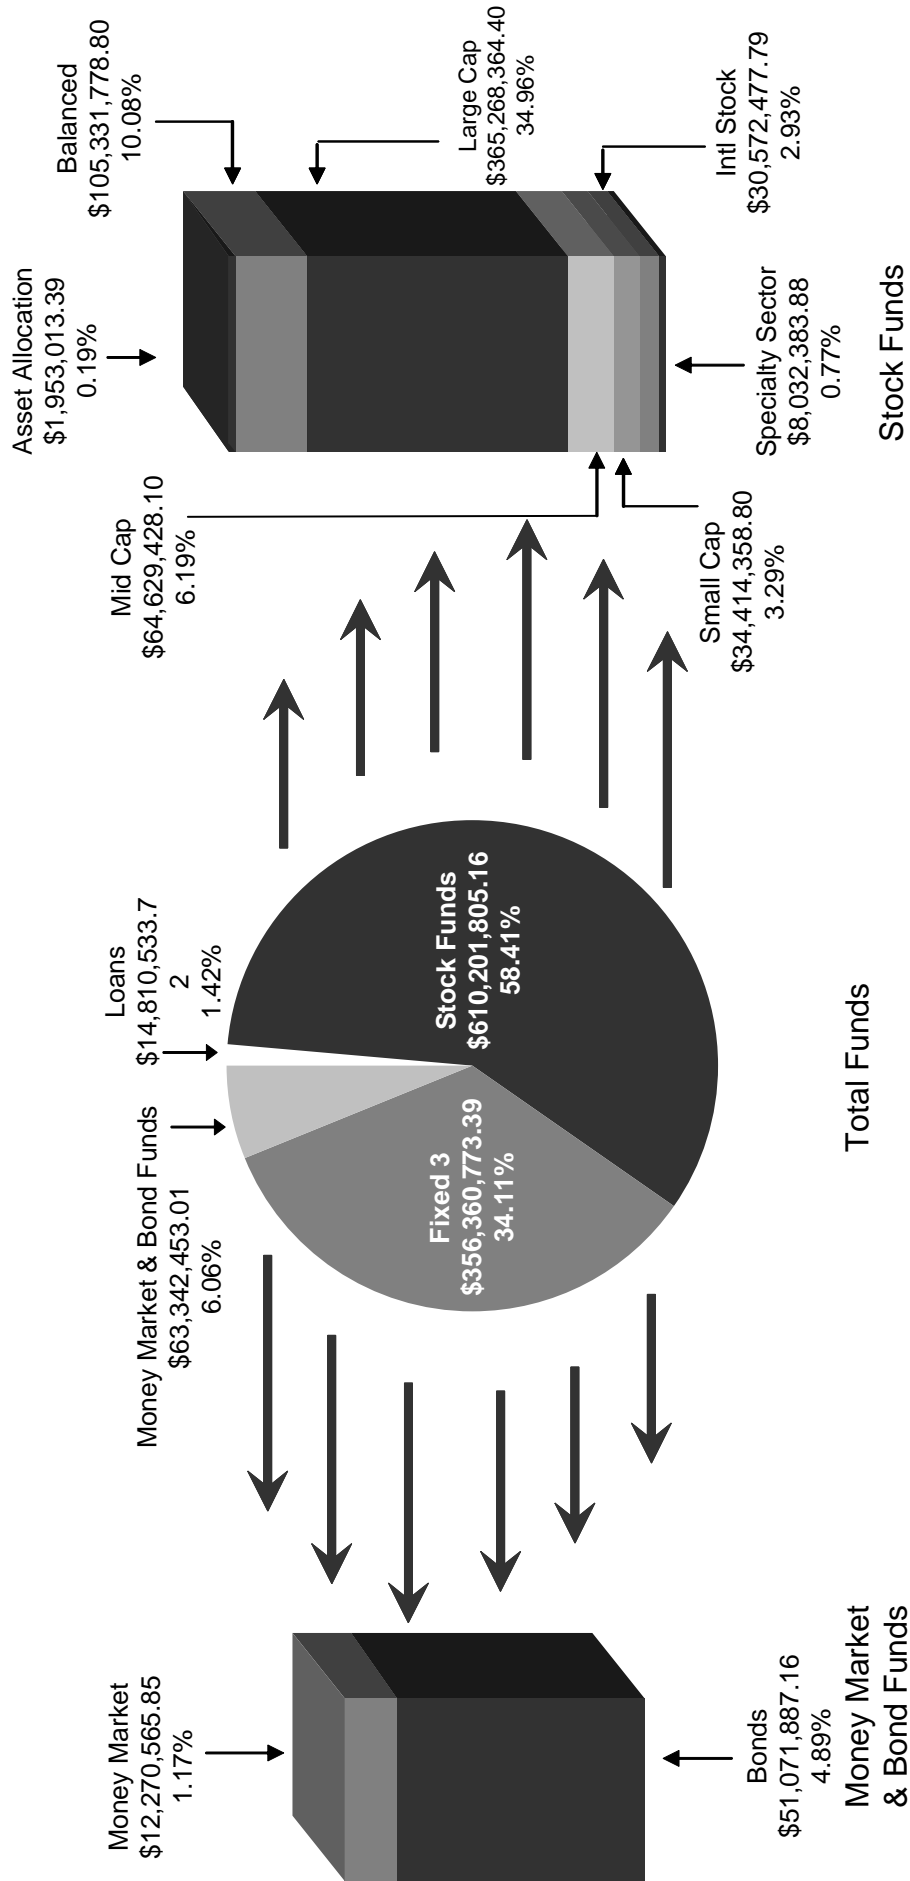 Money Market
$12,270,565.85
1.17%
Bonds
$51,071,887.16
4.89%
Money Market
& Bond Funds
Money Market & Bond Funds
$63,342,453.01
6.06%
Loans
$14,810,533.7
2
1.42%
Fixed 3
$356,360,773.39
34.11%
Stock Funds
$610,201,805.16
58.41%
Total Funds
Mid Cap
$64,629,428.10
6.19%
Small Cap
$34,414,358.80
3.29%
Asset Allocation
$1,953,013.39
0.19%
Balanced
$105,331,778.80
10.08%
Large Cap
$365,268,364.40
34.96%
Intl Stock
$30,572,477.79
2.93%
Specialty Sector
$8,032,383.88
0.77%
Stock Funds